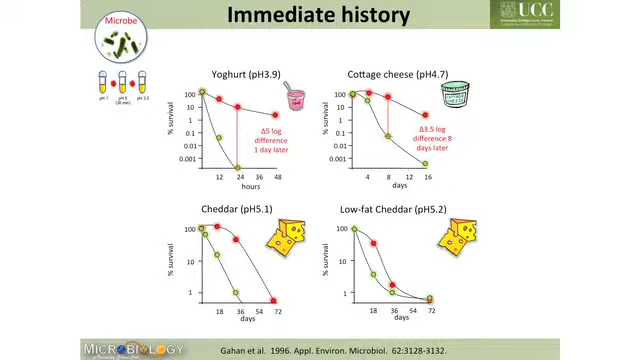 Immediate history
UCC
Microbe
pH 7
pH 5
(30 min)
pH 3.5
Yoghurt (pH3.9)
% survival
100
10
1
0.1
0.01
0.001
12
24
36
48
hours
Δ5 log
difference
1 day later
Cottage cheese (pH4.7)
COTTAGE
CHEESE
% survival
100
10
1
0.1
0.01
0.001
4
8
12
16
days
Δ3.5 log
difference 8
days later
Cheddar (pH5.1)
% survival
100
10
1
18
36
54
72
days
Low-fat Cheddar (pH5.2)
% survival
100
10
1
18
36
54
72
days
MICROBIOLOGY
Gahan et al. 1996. Appl. Environ. Microbiol. 62:3128-3132.